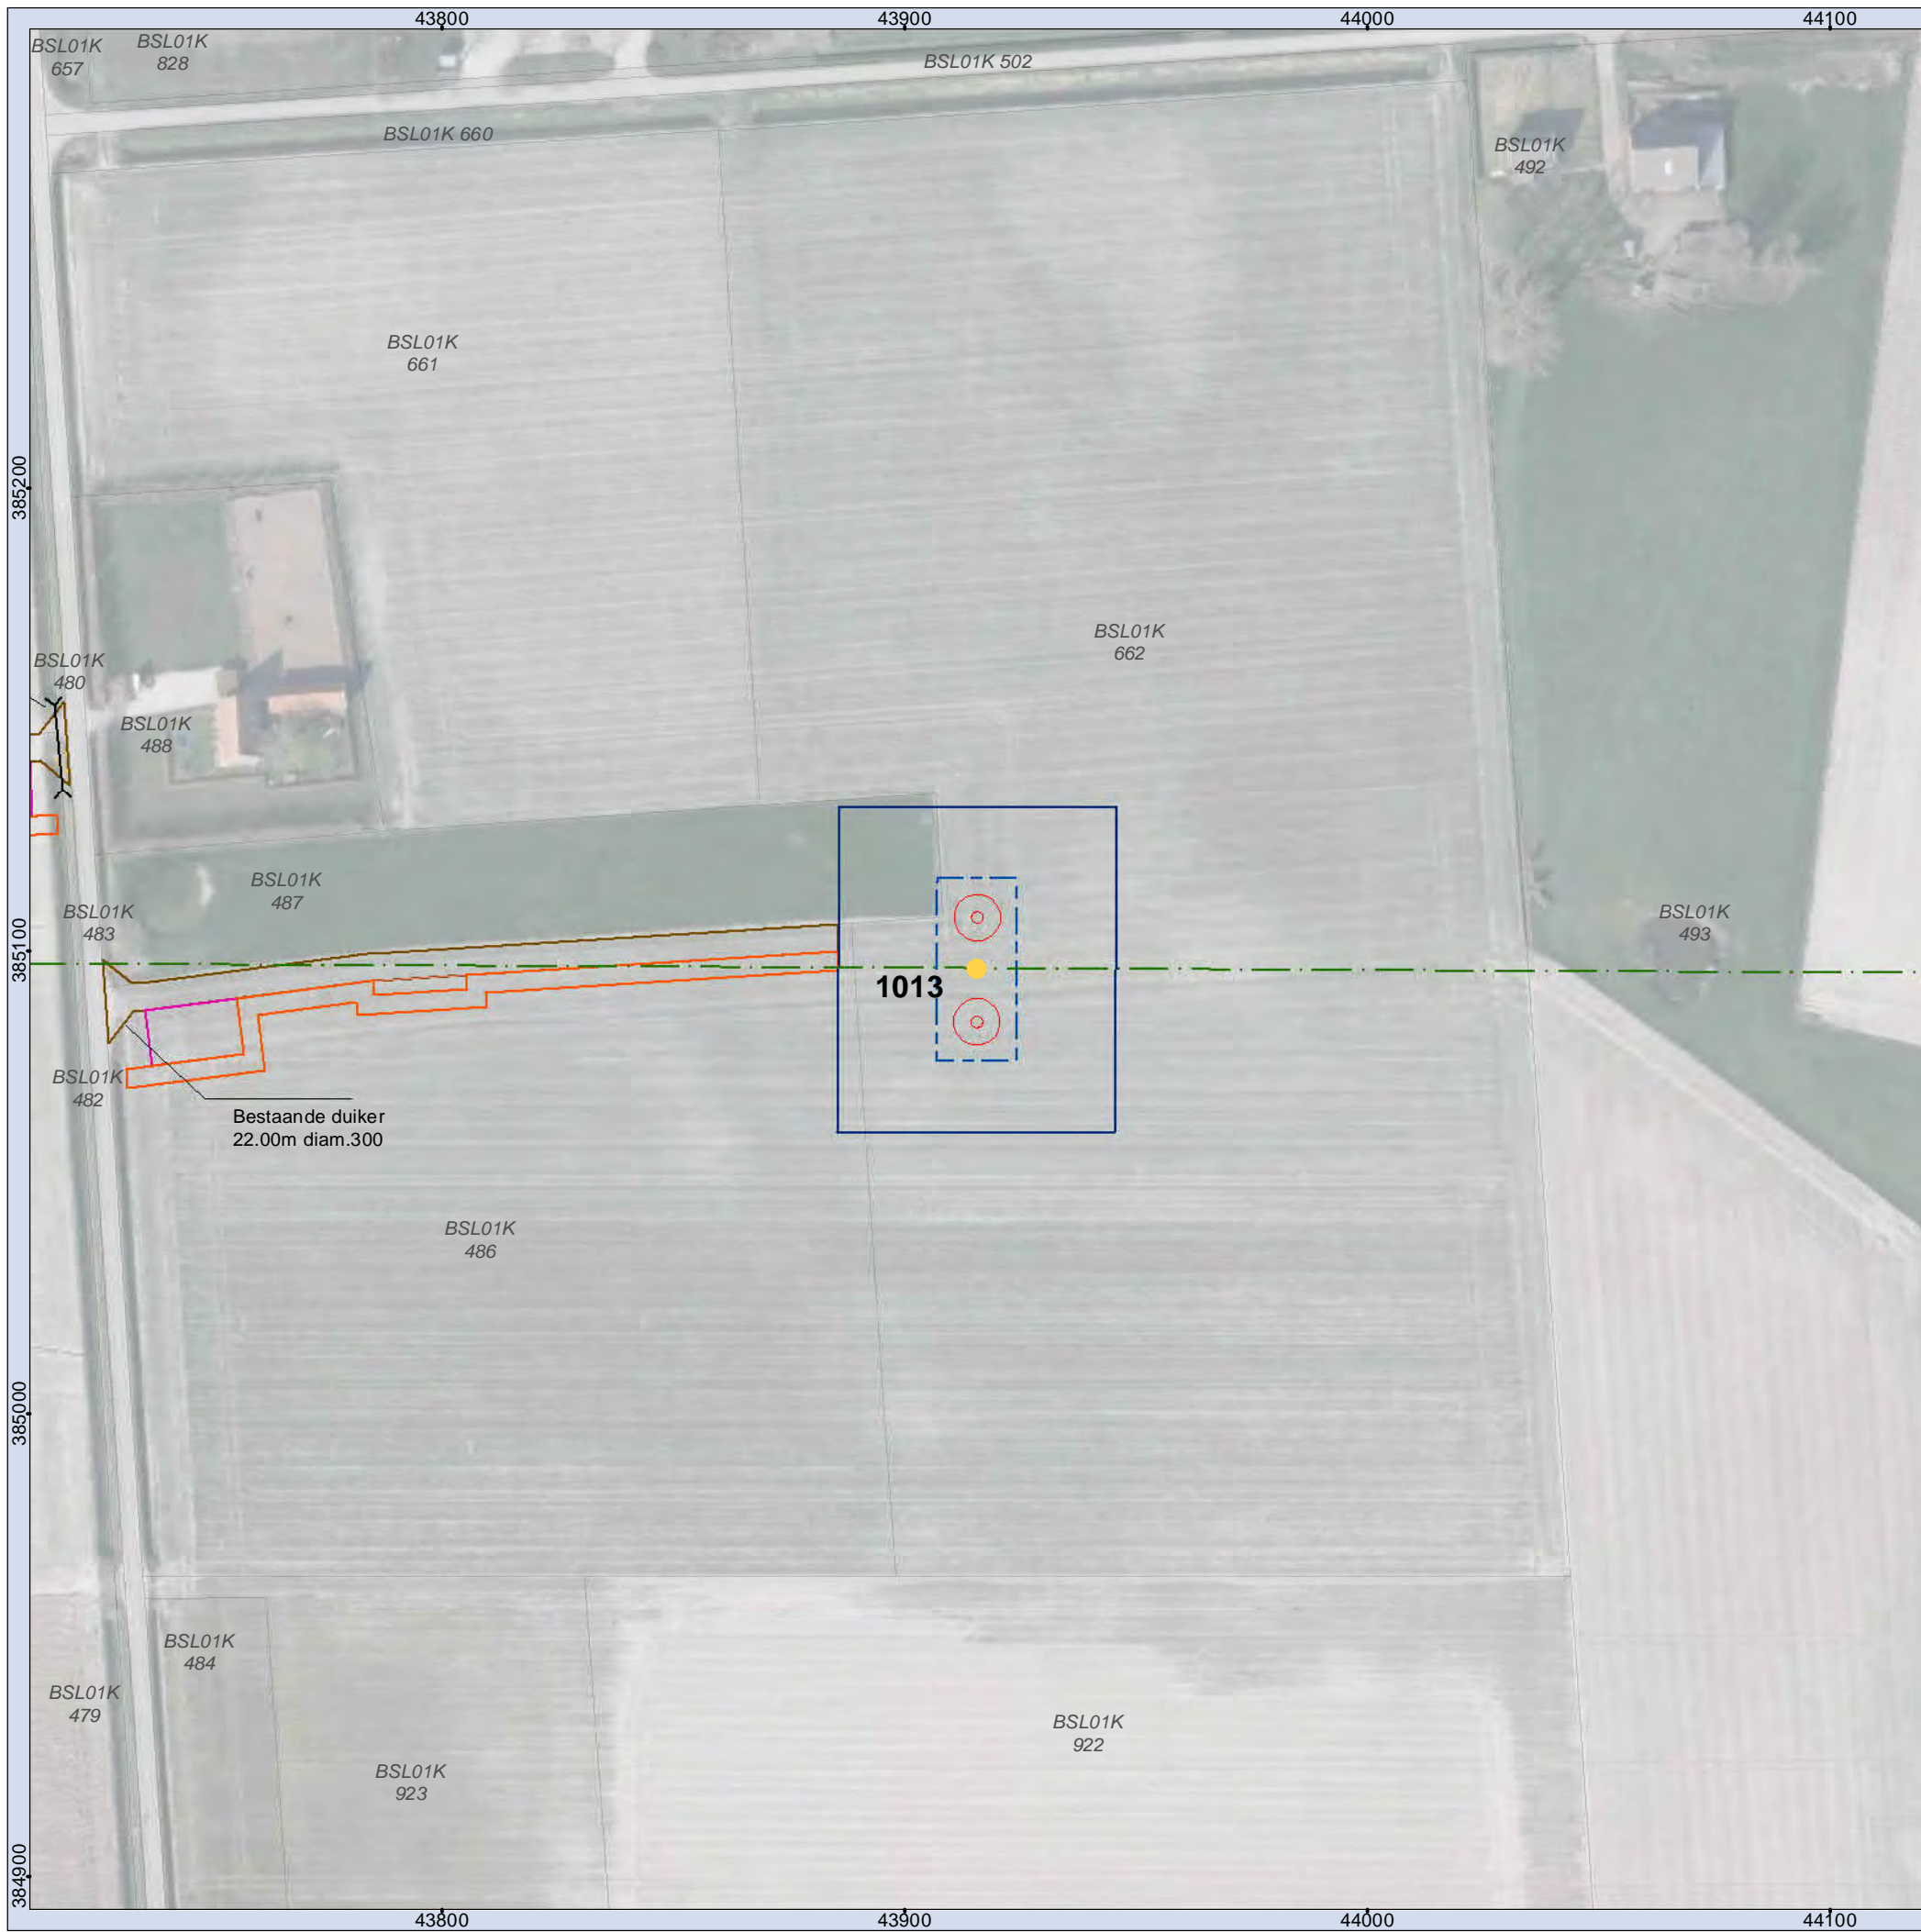 43800
43900
44000
44100
BSL01K
657
BSL01K
828
BSL01K 502
BSL01K 660
BSL01K
492
BSL01K
661
385200
BSL01K
662
BSL01K
480
BSL01K
488
BSL01K
487
BSL01K
483
BSL01K
493
385100
1013
BSL01K
482
Bestaande duiker
22.00m diam.300
BSL01K
486
385000
BSL01K
484
BSL01K
479
BSL01K
922
BSL01K
923
384900
43800
43900
44000
44100